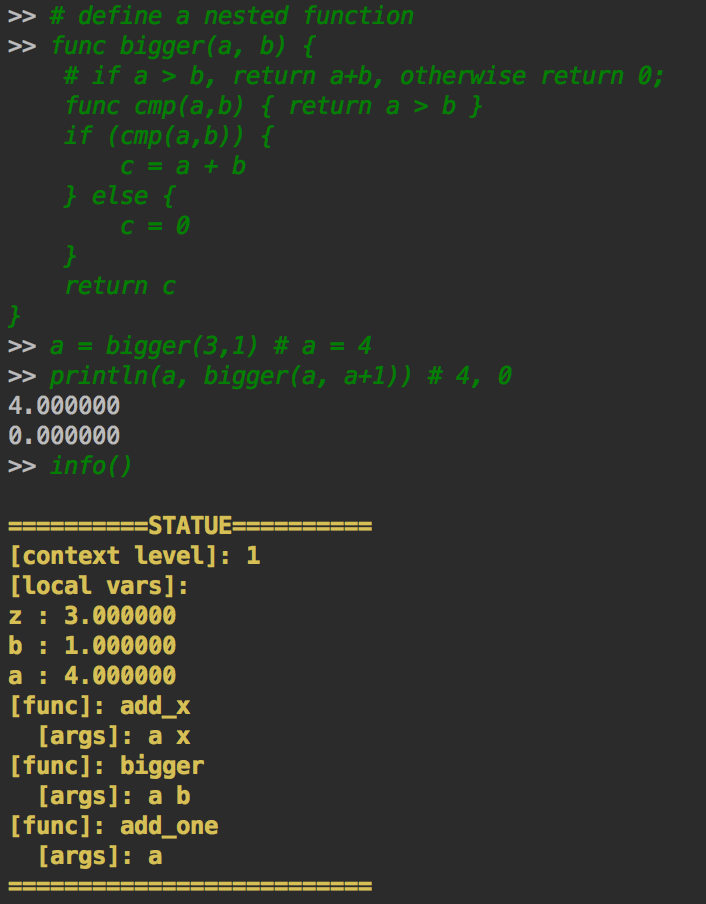 >> # define a nested function
>> func bigger(a, b) {
    # if a > b, return a+b, otherwise return 0;
    func cmp(a,b) { return a > b }
    if (cmp(a,b)) {
        c = a + b
    } else {
        c = 0
    }
    return c
}
>> a = bigger(3,1) # a = 4
>> println(a, bigger(a, a+1)) # 4, 0
4.000000
0.000000
>> info()

==========STATUE==========
[context level]: 1
[local vars]:
z : 3.000000
b : 1.000000
a : 4.000000
[func]: add_x
  [args]: a x
[func]: bigger
  [args]: a b
[func]: add_one
  [args]: a
==========================